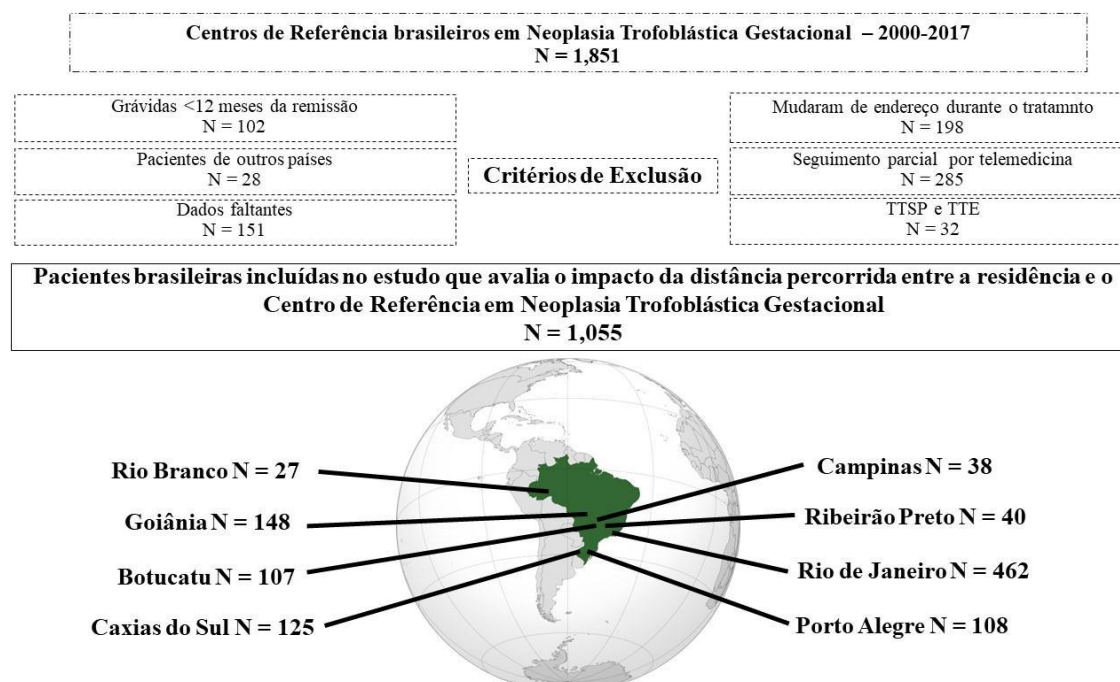 Centros de Referência brasileiros em Neoplasia Trofoblástica Gestacional – 2000-2017
N = 1,851
Grávidas <12 meses da remissão
N = 102
Pacientes de outros países
N = 28
Dados faltantes
N = 151
Critérios de Exclusão
Mudaram de endereço durante o tratamnto
N = 198
Seguimento parcial por telemedicina
N = 285
TTSP e TTE
N = 32
Pacientes brasileiras incluídas no estudo que avalia o impacto da distância percorrida entre a residência e o
Centro de Referência em Neoplasia Trofoblástica Gestacional
N = 1,055
Rio Branco N = 27
Goiânia N = 148
Botucatu N = 107
Caxias do Sul N = 125
Campinas N = 38
Ribeirão Preto N = 40
Rio de Janeiro N = 462
Porto Alegre N = 108